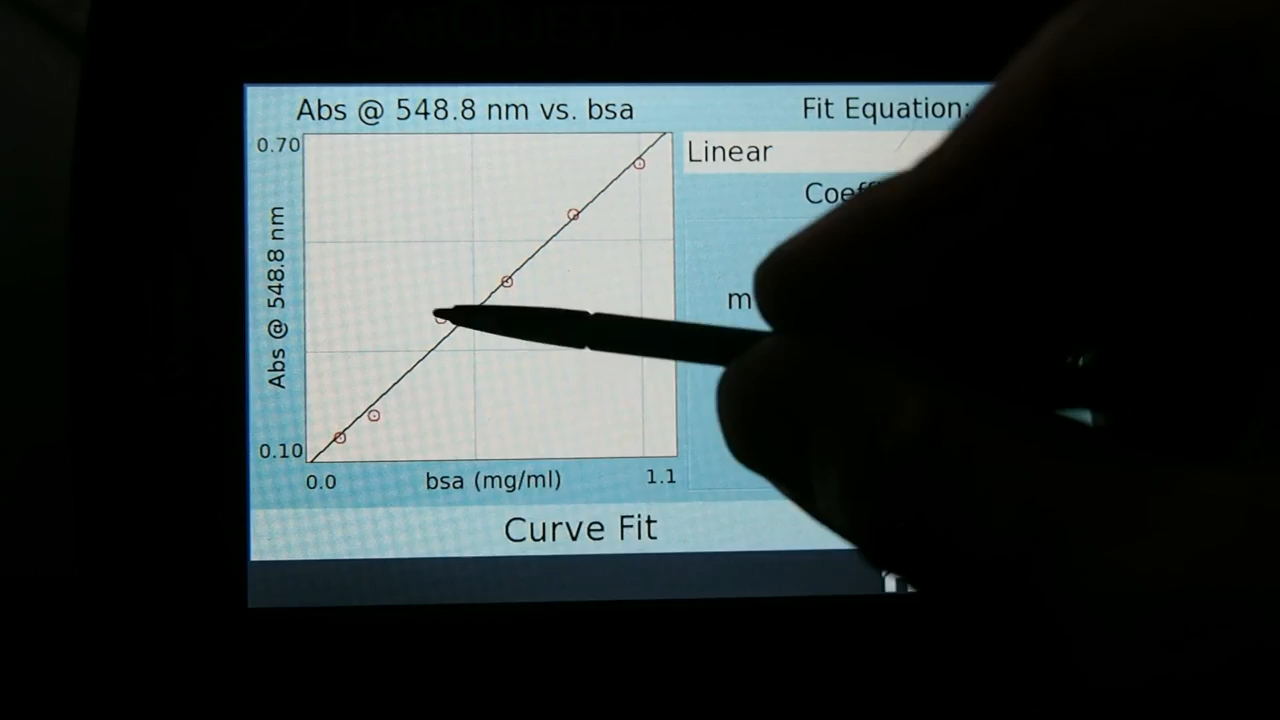 Abs @ 548.8 nm vs. bsa
Fit Equation:
0.70
Linear
Abs @ 548.8 nm
m
0.10
0.0
bsa (mg/ml)
1.1
Curve Fit